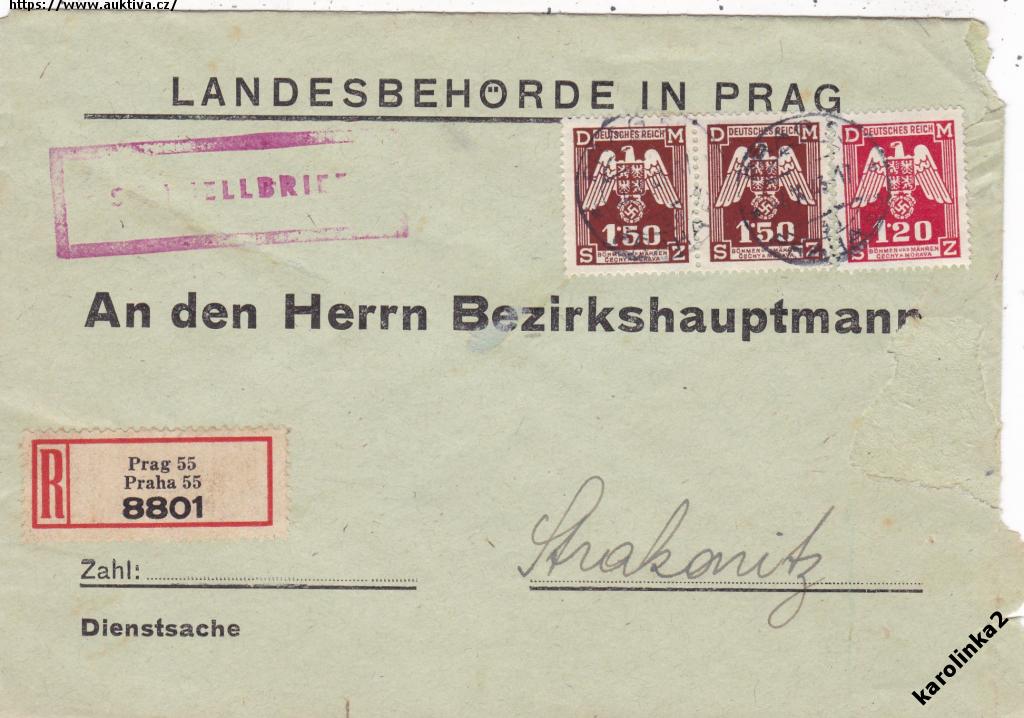 https://www.auktiva.cz/
LANDESBEHÖRDE IN PRAG
D DEUTSCHES REICH M
150
S BÖHMEN UND MÄHREN Z
ČECHY A MORAVA
D DEUTSCHES REICH M
150
S BÖHMEN UND MÄHREN Z
ČECHY A MORAVA
D DEUTSCHES REICH M
120
S BÖHMEN UND MÄHREN Z
ČECHY A MORAVA
An den Herrn Bezirkshauptmann
R
Prag 55
Praha 55
8801
Strakonitz
Zahl:
Dienstsache
karolinka2